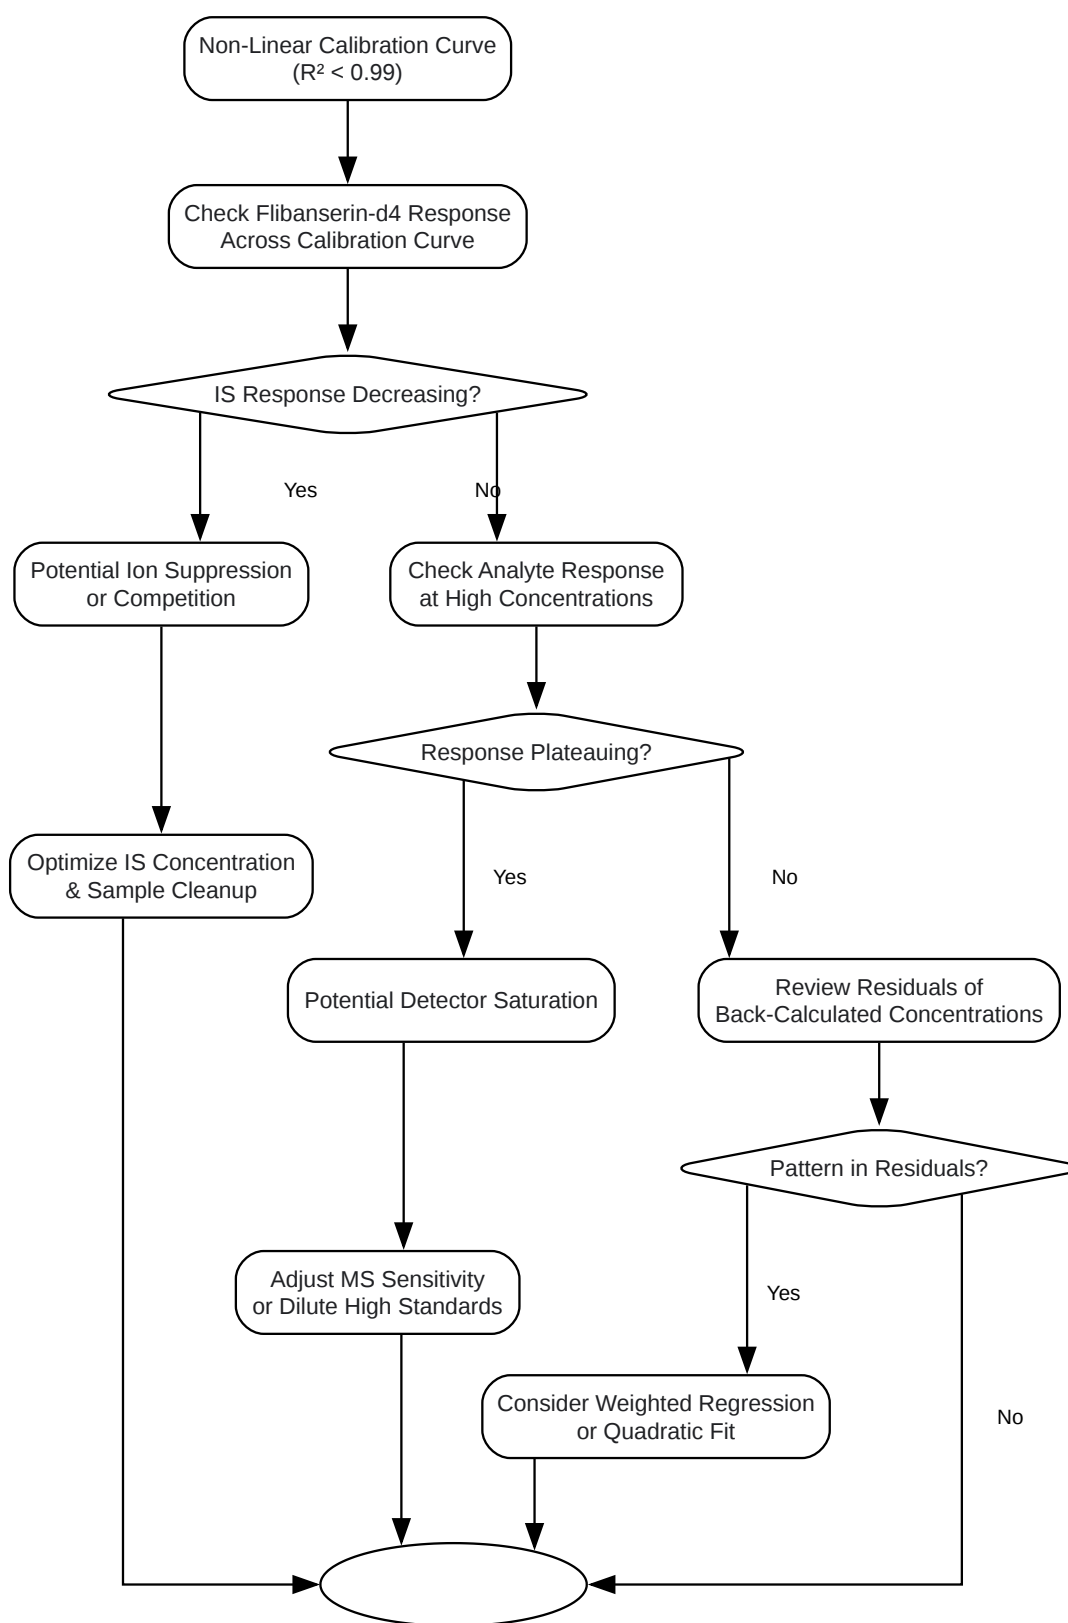 Non-Linear Calibration Curve
(R² < 0.99)
Check Flibanserin-d4 Response
Across Calibration Curve
IS Response Decreasing?
Yes
No
Potential Ion Suppression
or Competition
Check Analyte Response
at High Concentrations
Response Plateauing?
Optimize IS Concentration
& Sample Cleanup
Yes
No
Potential Detector Saturation
Review Residuals of
Back-Calculated Concentrations
Pattern in Residuals?
Adjust MS Sensitivity
or Dilute High Standards
Yes
Consider Weighted Regression
or Quadratic Fit
No